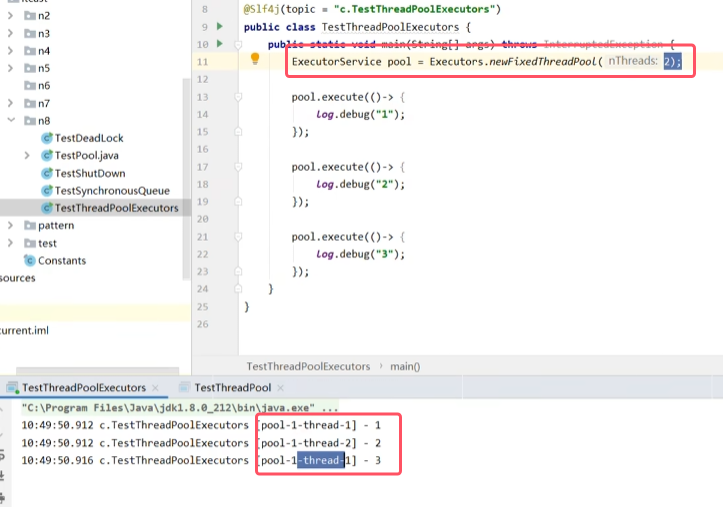 n2
n3
n4
n5
n6
n7
n8
TestDeadLock
TestPool.java
TestShutDown
TestSynchronousQueue
TestThreadPoolExecutors
pattern
test
Constants
sources
current.iml
8 @Slf4j(topic = "c.TestThreadPoolExecutors")
9 public class TestThreadPoolExecutors {
10 public static void main(String[] args) throws InterruptedException {
11 ExecutorService pool = Executors.newFixedThreadPool( nThreads: 2);
12
13 pool.execute(()-> {
14 log.debug("1");
15 });
16
17 pool.execute(()-> {
18 log.debug("2");
19 });
20
21 pool.execute(()-> {
22 log.debug("3");
23 });
24 }
25 }
26
TestThreadPoolExecutors › main()
TestThreadPoolExecutors × TestThreadPool ×
"C:\Program Files\Java\jdk1.8.0_212\bin\java.exe" ...
10:49:50.912 c.TestThreadPoolExecutors [pool-1-thread-1] - 1
10:49:50.912 c.TestThreadPoolExecutors [pool-1-thread-2] - 2
10:49:50.916 c.TestThreadPoolExecutors [pool-1-thread-1] - 3